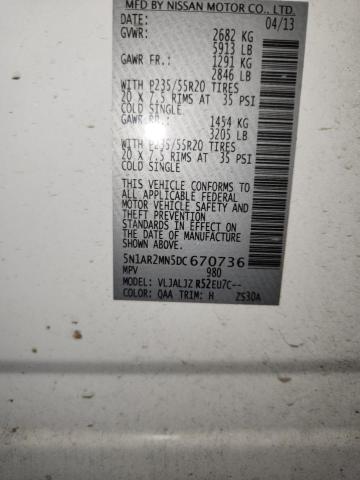 MFD BY NISSAN MOTOR CO., LTD.
04/13
GVWR: 2682 KG
5913 LB
GAWR FR.: 1291 KG
2846 LB
WITH P235/55R20 TIRES
20 X 7.5 RIMS AT 35 PSI
COLD SINGLE.
GAWR RR.: 1454 KG
3205 LB
WITH P235/55R20 TIRES
20 X 7.5 RIMS AT 35 PSI
COLD SINGLE
THIS VEHICLE CONFORMS TO
ALL APPLICABLE FEDERAL
MOTOR VEHICLE SAFETY AND
THEFT PREVENTION
STANDARDS IN EFFECT ON
THE DATE OF MANUFACTURE
SHOWN ABOVE.
5N1AR2MN5DC670736
MPV 980
MODEL: VLJALJZ R52EU7C--
COLOR: QAA TRIM: H ZS30A